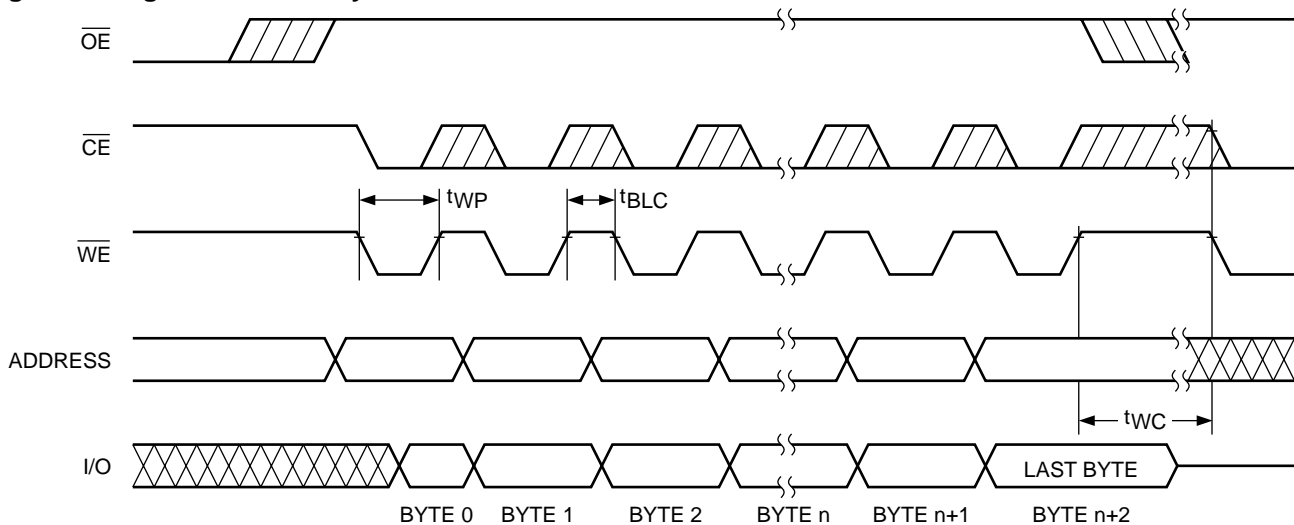 OE
CE
tWP
tBLC
WE
ADDRESS
tWC
I/O
LAST BYTE
BYTE 0 BYTE 1 BYTE 2 BYTE n BYTE n+1 BYTE n+2